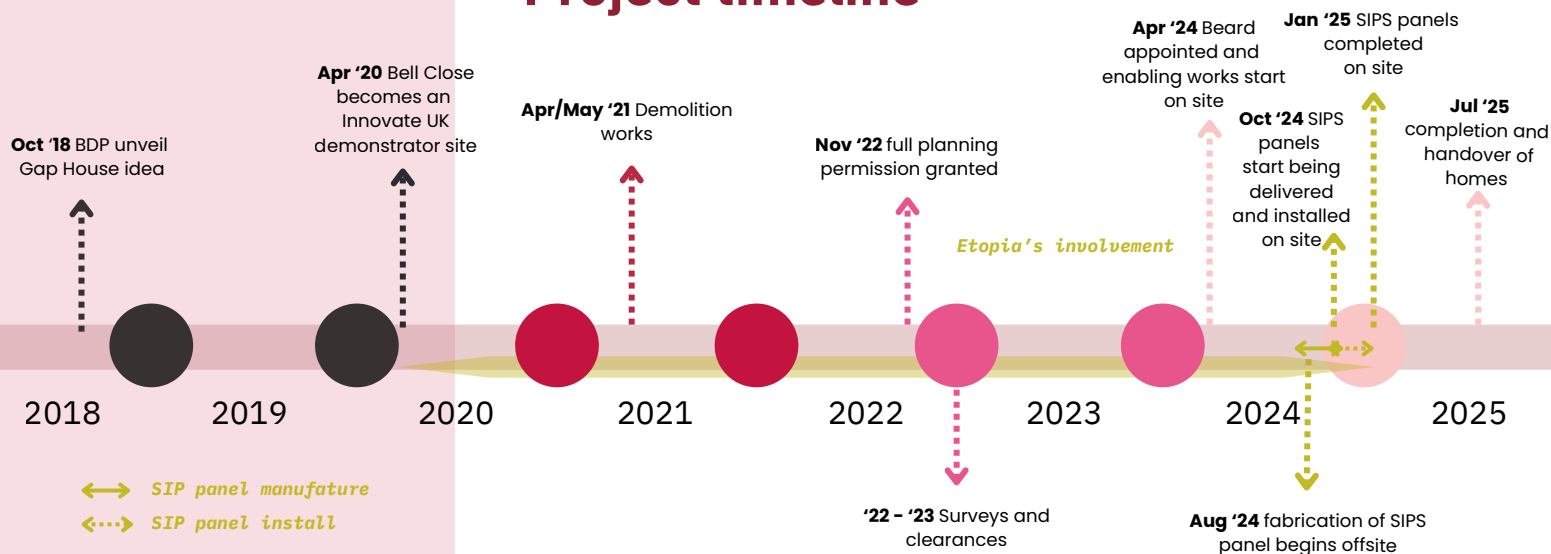 Project timeline
Oct ‘18 BDP unveil
Gap House idea
Apr ‘20 Bell Close
becomes an
Innovate UK
demonstrator site
Apr/May ‘21 Demolition
works
Nov ‘22 full planning
permission granted
Apr ‘24 Beard
appointed and
enabling works start
on site
Oct ‘24 SIPS
panels
start being
delivered
and installed
on site
Jan ‘25 SIPS panels
completed
on site
Jul ‘25
completion and
handover of
homes
Etopia’s involvement
2018
2019
2020
2021
2022
2023
2024
2025
SIP panel manufature
SIP panel install
‘22 – ‘23 Surveys and
clearances
Aug ‘24 fabrication of SIPS
panel begins offsite